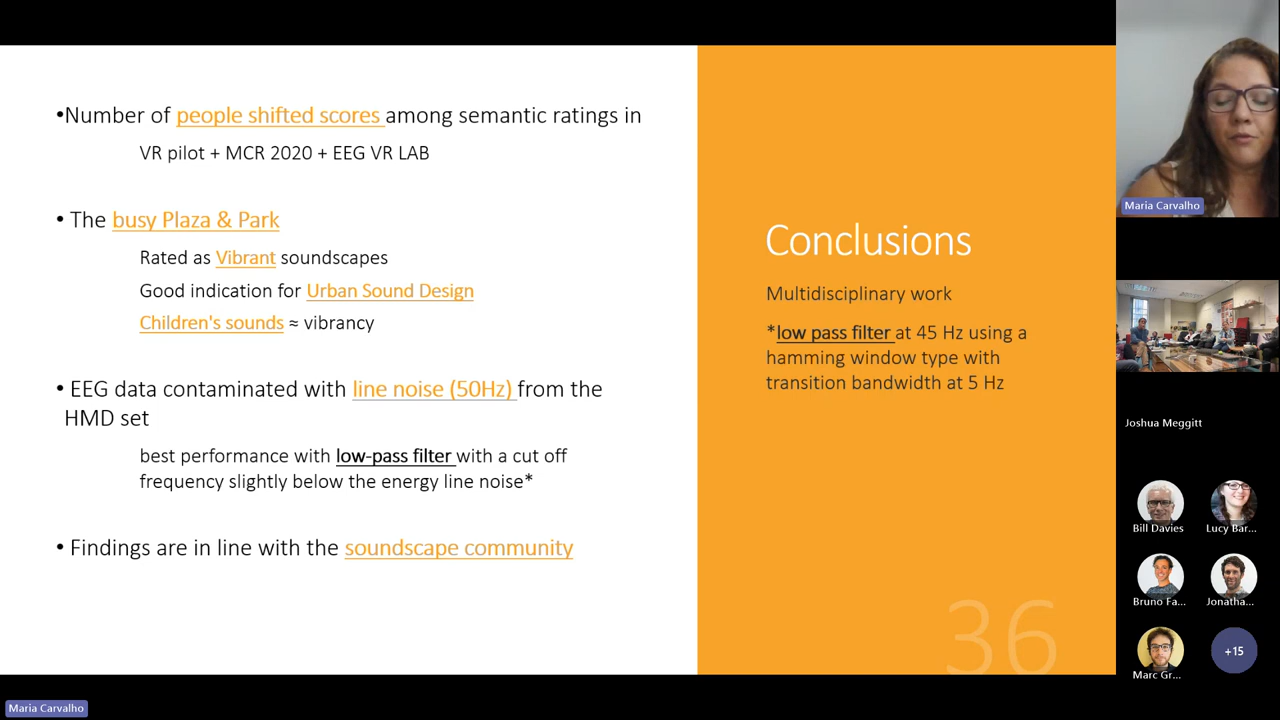 •Number of people shifted scores among semantic ratings in
VR pilot + MCR 2020 + EEG VR LAB
• The busy Plaza & Park
Rated as Vibrant soundscapes
Good indication for Urban Sound Design
Children's sounds ≈ vibrancy
• EEG data contaminated with line noise (50Hz) from the
HMD set
best performance with low-pass filter with a cut off
frequency slightly below the energy line noise*
• Findings are in line with the soundscape community
Conclusions
Multidisciplinary work
*low pass filter at 45 Hz using a
hamming window type with
transition bandwidth at 5 Hz
36
Maria Carvalho
Joshua Meggitt
Bill Davies
Lucy Bar...
Bruno Fa...
Jonatha...
Marc Gr...
+15
Maria Carvalho